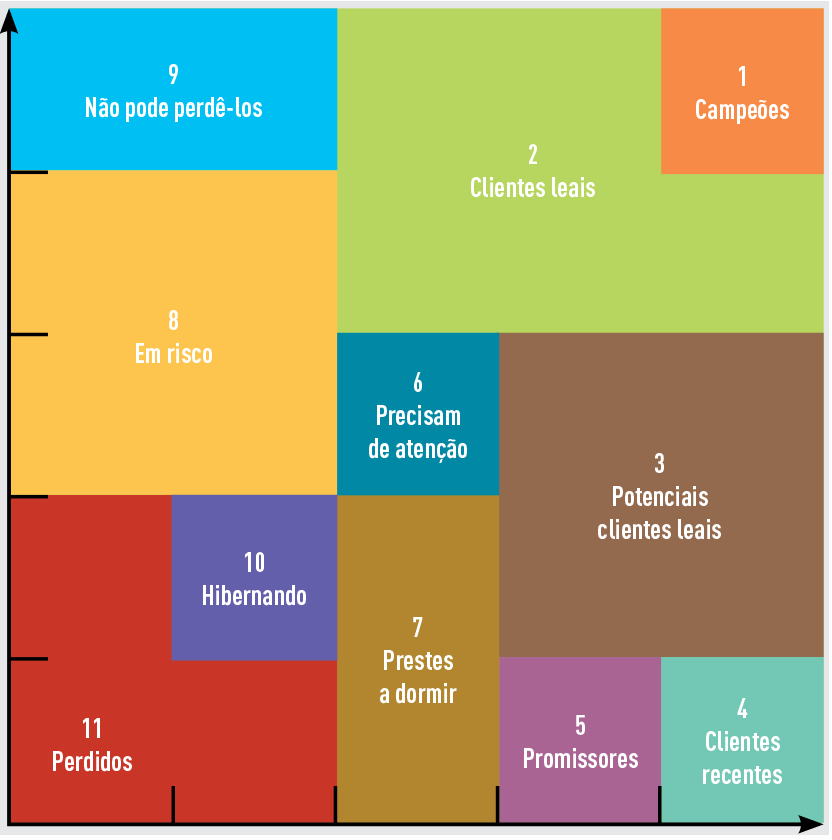 9
Não pode perdê-los
2
Clientes leais
1
Campeões
8
Em risco
6
Precisam
de atenção
3
Potenciais
clientes leais
10
Hibernando
7
Prestes
a dormir
11
Perdidos
5
Promissores
4
Clientes
recentes